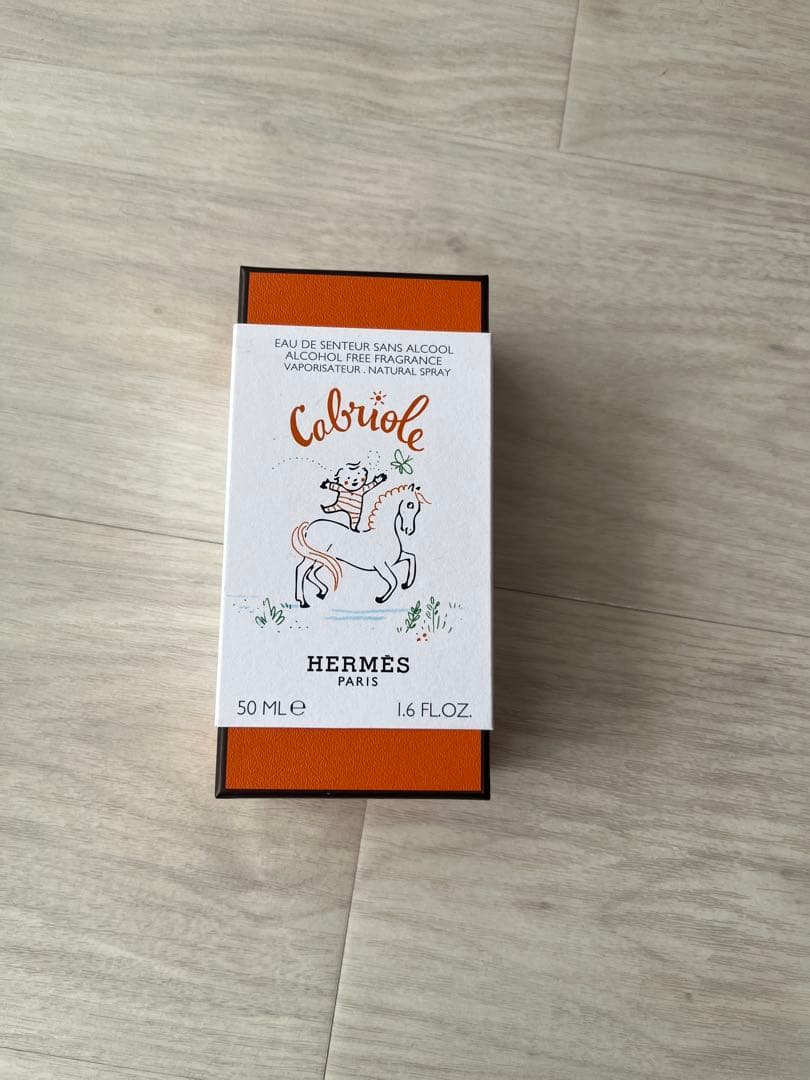 EAU DE SENTEUR SANS ALCOOL
ALCOHOL FREE FRAGRANCE
VAPORISATEUR . NATURAL SPRAY
Cabriole
HERMÈS
PARIS
50 ML e 1.6 FL.OZ.